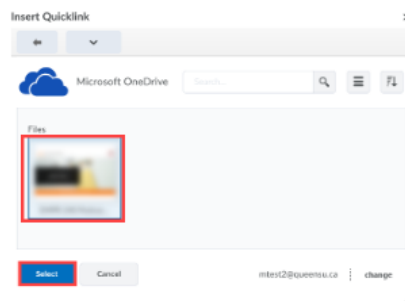 Insert Quicklink
Microsoft OneDrive
Search...
Files
Select
Cancel
mtest2@queensu.ca
change